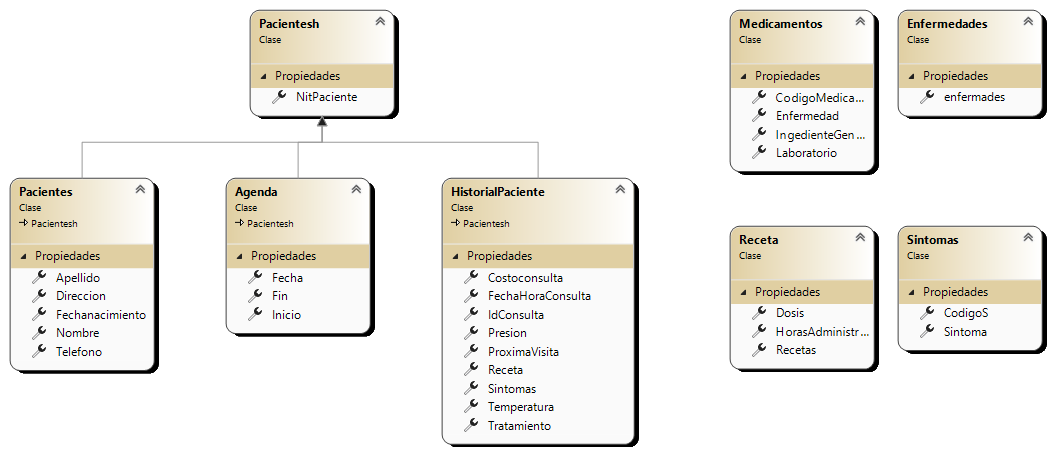 Pacientesh
Clase
Propiedades
NitPaciente
Medicamentos
Clase
Propiedades
CodigoMedica...
Enfermedad
IngedienteGen...
Laboratorio
Enfermedades
Clase
Propiedades
enfermades
Pacientes
Clase
Pacientesh
Propiedades
Apellido
Direccion
Fechanacimiento
Nombre
Telefono
Agenda
Clase
Pacientesh
Propiedades
Fecha
Fin
Inicio
HistorialPaciente
Clase
Pacientesh
Propiedades
Costoconsulta
FechaHoraConsulta
IdConsulta
Presion
ProximaVisita
Receta
Sintomas
Temperatura
Tratamiento
Receta
Clase
Propiedades
Dosis
HorasAdministr...
Recetas
Sintomas
Clase
Propiedades
CodigoS
Sintoma